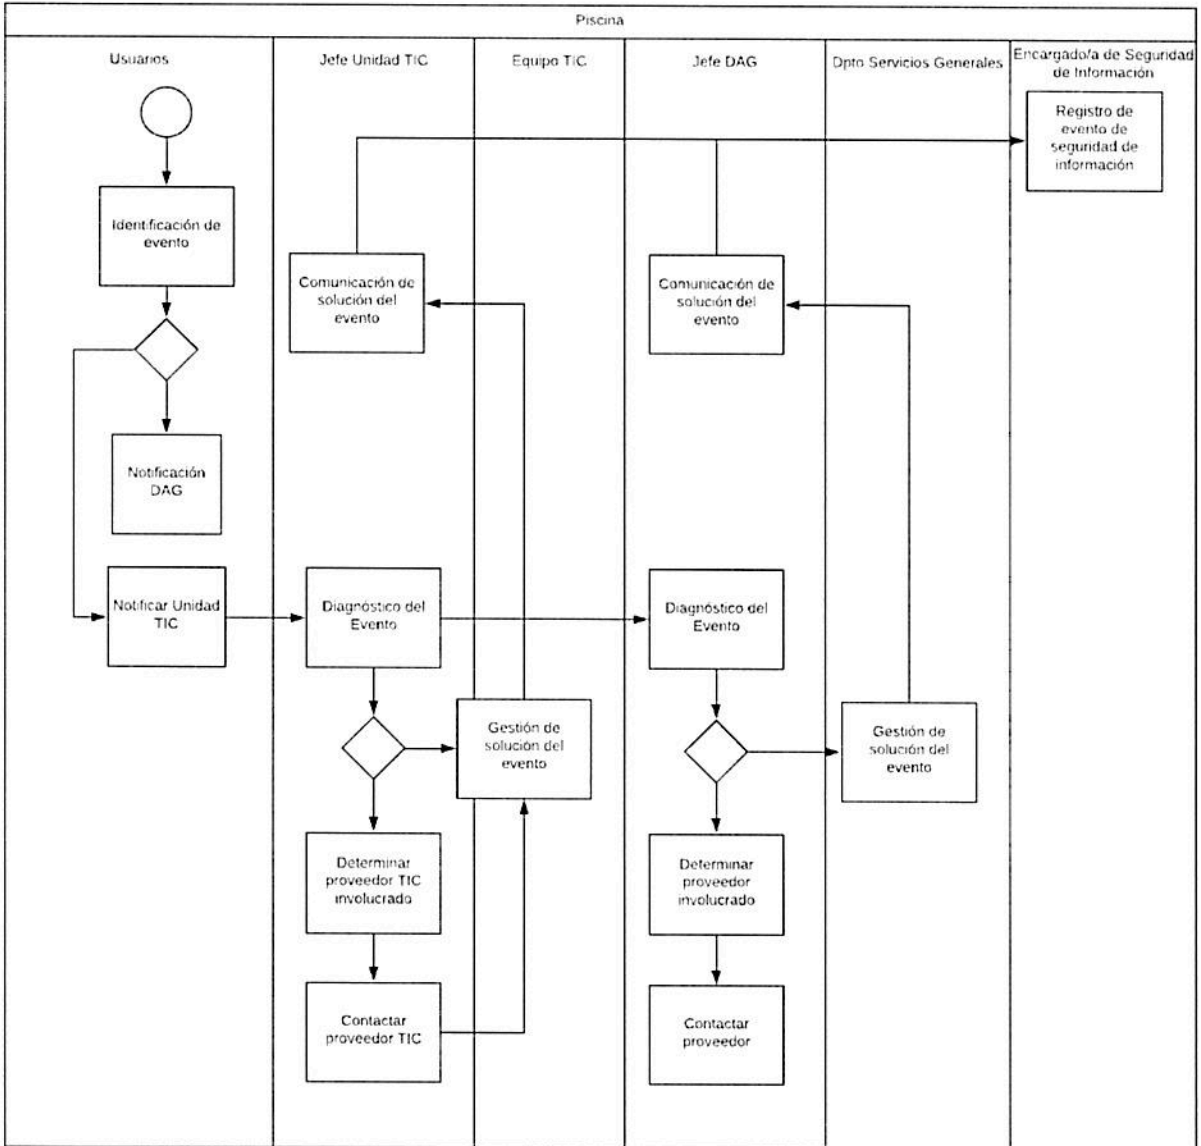 Piscina
Usuarios
Jefe Unidad TIC
Equipo TIC
Jefe DAG
Dpto Servicios Generales
Encargado/a de Seguridad
de Información
Registro de
evento de
seguridad de
información
Identificación de
evento
Comunicación de
solución del
evento
Comunicación de
solución del
evento
Notificación
DAG
Notificar Unidad
TIC
Diagnóstico del
Evento
Diagnóstico del
Evento
Gestión de
solución del
evento
Gestión de
solución del
evento
Determinar
proveedor TIC
involucrado
Determinar
proveedor
involucrado
Contactar
proveedor TIC
Contactar
proveedor